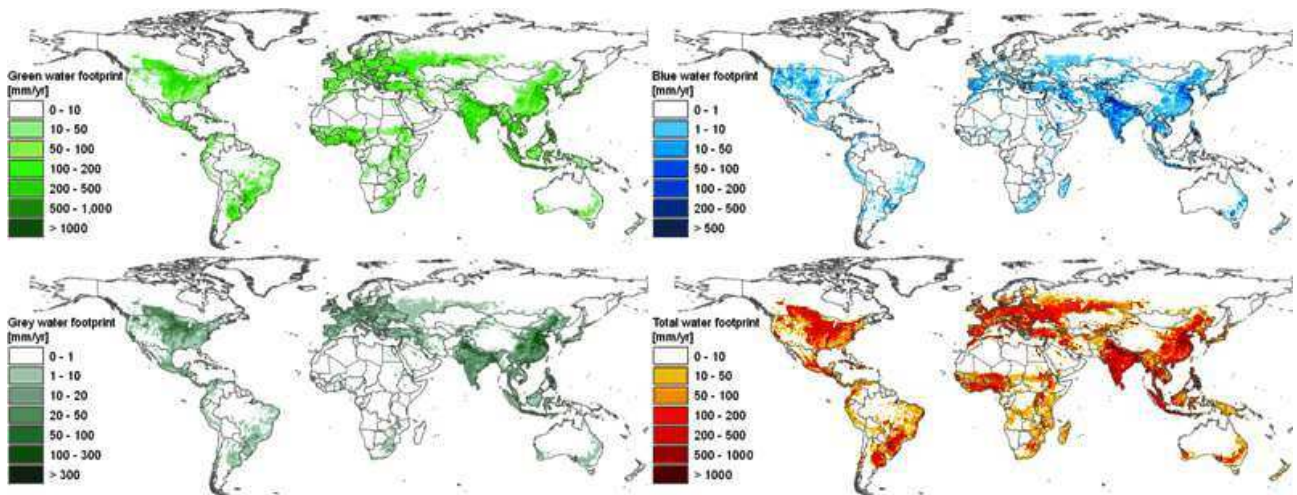 Green water footprint
[mm/yr]
0 - 10
10 - 50
50 - 100
100 - 200
200 - 500
500 - 1,000
> 1000
Blue water footprint
[mm/yr]
0 - 1
1 - 10
10 - 50
50 - 100
100 - 200
200 - 500
> 500
Grey water footprint
[mm/yr]
0 - 1
1 - 10
10 - 20
20 - 50
50 - 100
100 - 300
> 300
Total water footprint
[mm/yr]
0 - 10
10 - 50
50 - 100
100 - 200
200 - 500
500 - 1000
> 1000